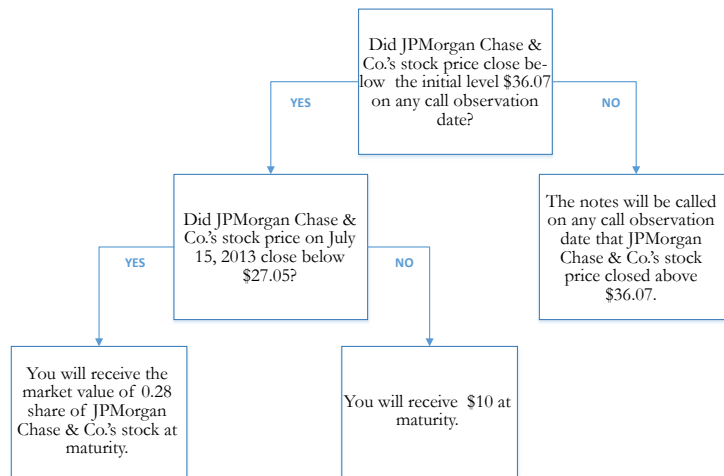 Did JPMorgan Chase &
Co.'s stock price close be-
low the initial level $36.07
on any call observation
date?
YES
NO
Did JPMorgan Chase &
Co.'s stock price on July
15, 2013 close below
$27.05?
The notes will be called
on any call observation
date that JPMorgan
Chase & Co.'s stock
price closed above
$36.07.
YES
NO
You will receive the
market value of 0.28
share of JPMorgan
Chase & Co.'s stock at
maturity.
You will receive $10 at
maturity.